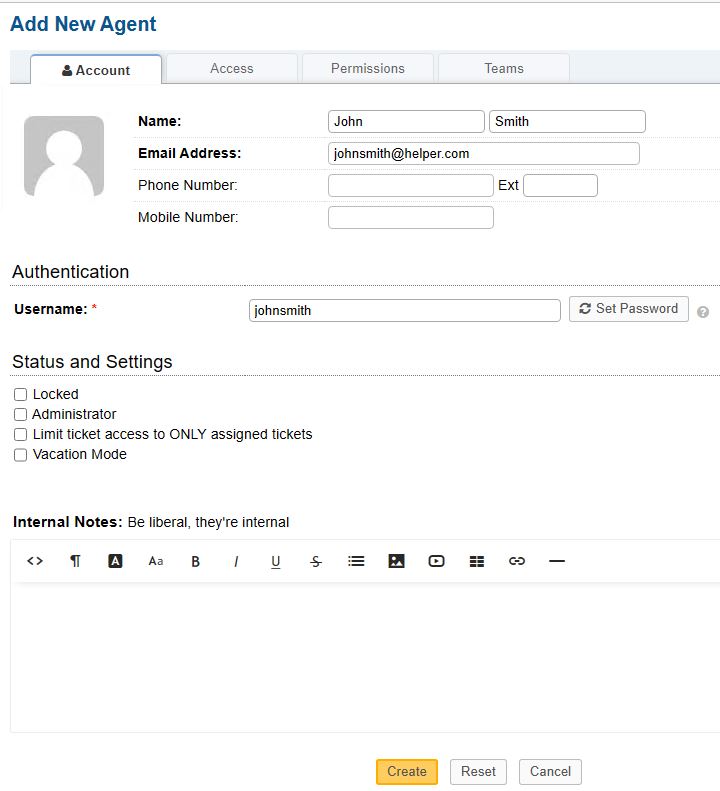 Add New Agent
Account Access Permissions Teams
Name: John Smith
Email Address: johnsmith@helper.com
Phone Number: Ext
Mobile Number:
Authentication
Username: * johnsmith Set Password ?
Status and Settings
Locked
Administrator
Limit ticket access to ONLY assigned tickets
Vacation Mode
Internal Notes: Be liberal, they're internal
<> ¶ A Aa B I U S
Create Reset Cancel